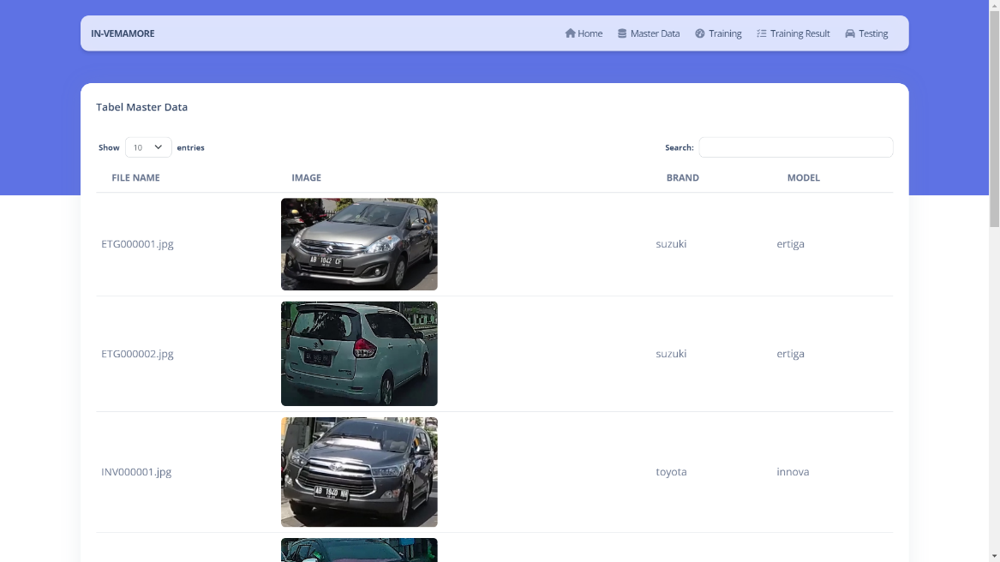 IN-VEMAMORE
Home Master Data Training Training Result Testing
Tabel Master Data
Show 10 entries Search:
FILE NAME IMAGE BRAND MODEL
AB 1042 CF
ETG000001.jpg suzuki ertiga
ETG000002.jpg suzuki ertiga
INV000001.jpg toyota innova
AB 1940 NH